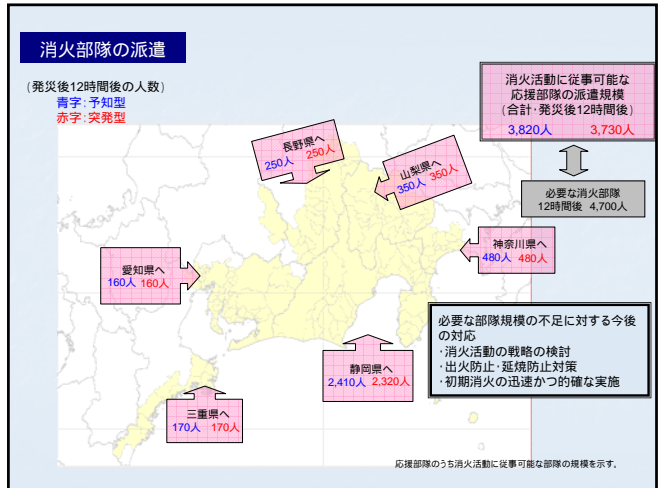 消火部隊の派遣
(発災後12時間後の人数)
青字:予知型
赤字:突発型
消火活動に従事可能な
応援部隊の派遣規模
(合計・発災後12時間後)
3,820人 3,730人
必要な消火部隊
12時間後 4,700人
長野県へ
250人 250人
山梨県へ
350人 350人
神奈川県へ
480人 480人
愛知県へ
160人 160人
静岡県へ
2,410人 2,320人
三重県へ
170人 170人
必要な部隊規模の不足に対する今後
の対応
・消火活動の戦略の検討
・出火防止・延焼防止対策
・初期消火の迅速かつ的確な実施
応援部隊のうち消火活動に従事可能な部隊の規模を示す。